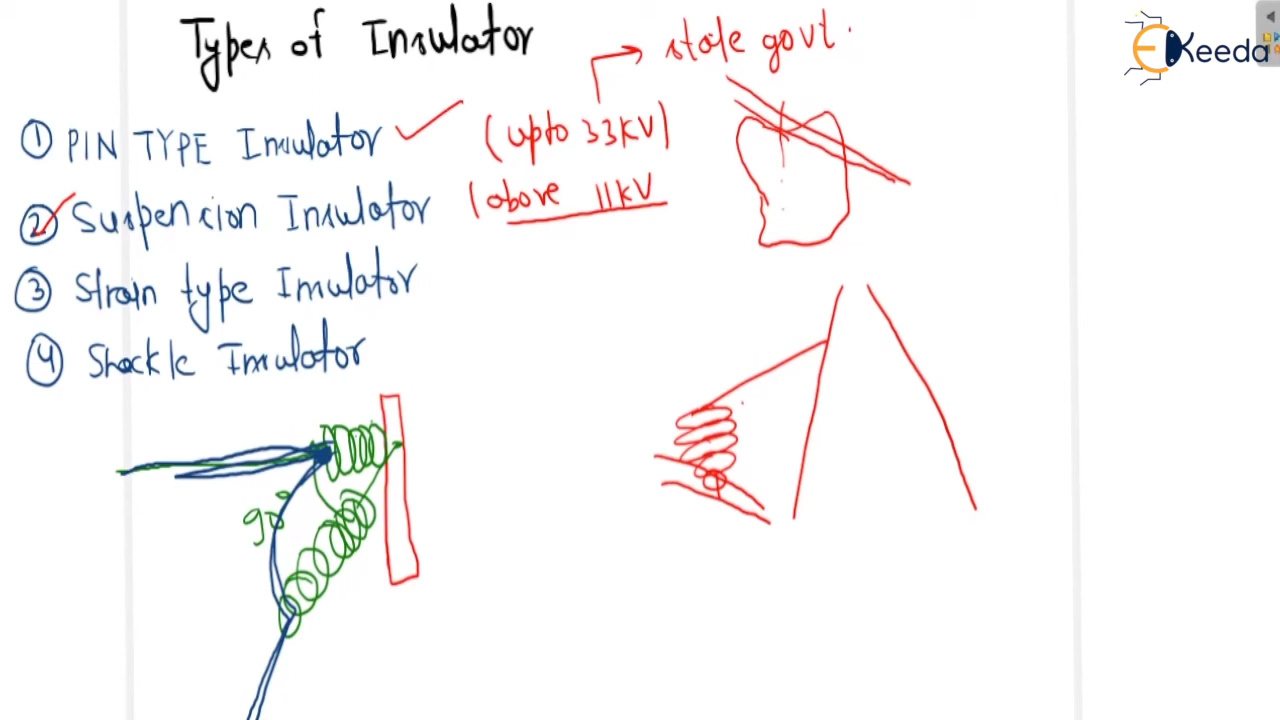 Types of Insulator
→ state govt.
① PIN TYPE Insulator ✓ (upto 33KV)
② Suspension Insulator (above 11KV
③ Strain type Insulator
④ Shackle Insulator
90°
EKeeda